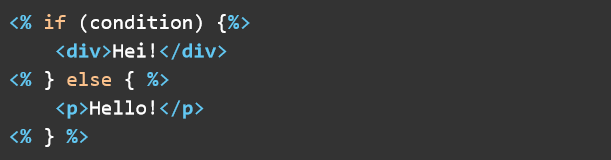 <% if (condition) {%>
    <div>Hei!</div>
<% } else { %>
    <p>Hello!</p>
<% } %>